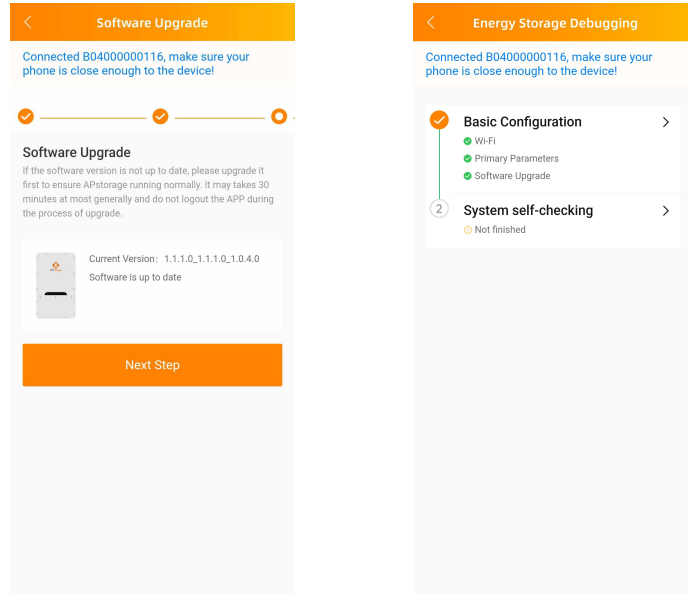 Software Upgrade
Connected B04000000116, make sure your
phone is close enough to the device!
Software Upgrade
If the software version is not up to date, please upgrade it
first to ensure APstorage running normally. It may takes 30
minutes at most generally and do not logout the APP during
the process of upgrade.
Current Version: 1.1.1.0_1.1.1.0_1.0.4.0
Software is up to date
Next Step
Energy Storage Debugging
Connected B04000000116, make sure your
phone is close enough to the device!
Basic Configuration
Wi-Fi
Primary Parameters
Software Upgrade
2
System self-checking
Not finished